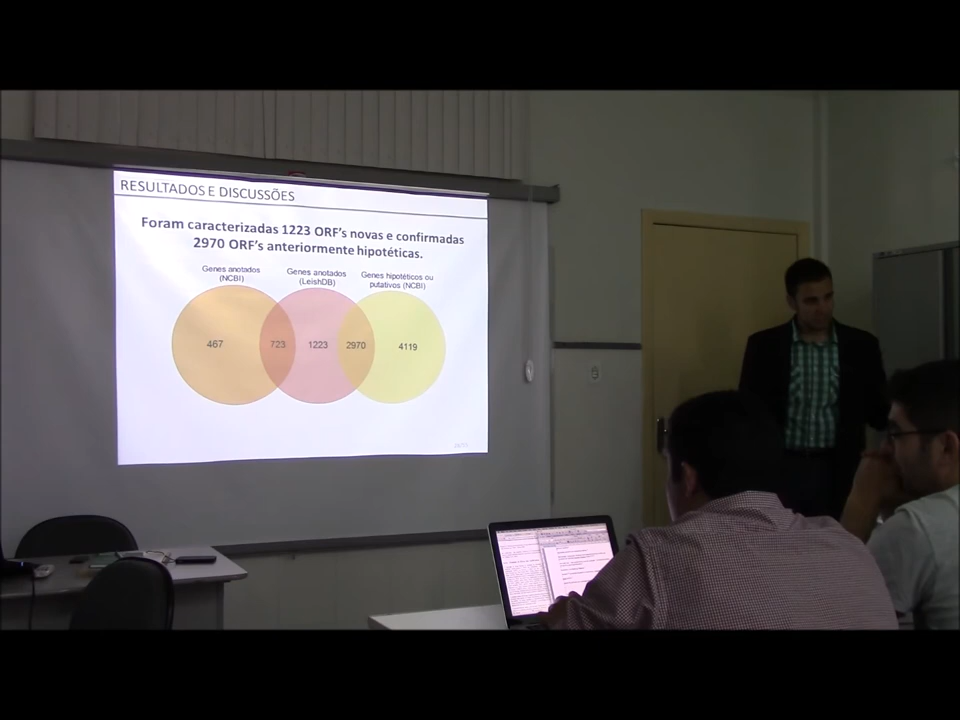 RESULTADOS E DISCUSSÕES
Foram caracterizadas 1223 ORF's novas e confirmadas
2970 ORF's anteriormente hipotéticas.
Genes anotados
(NCBI)
Genes anotados
(LeishDB)
Genes hipotéticos ou
putativos (NCBI)
467
723
1223
2970
4119